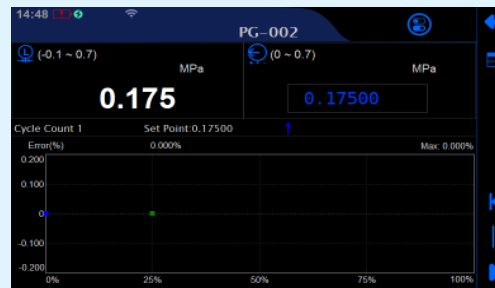 14:48
PG-002
L (-0.1 ~ 0.7)
MPa
(0 ~ 0.7)
MPa
0.175
0.17500
Cycle Count 1 Set Point:0.17500
Error(%) 0.000% Max: 0.000%
0.200
0.100
0
-0.100
-0.200
0% 25% 50% 75% 100%